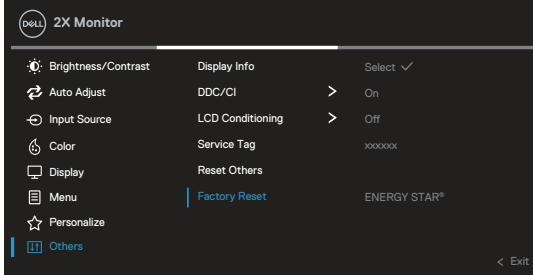 DELL 2X Monitor
Brightness/Contrast Display Info Select
Auto Adjust DDC/CI > On
Input Source LCD Conditioning > Off
Color Service Tag xxxxxx
Display Reset Others
Menu Factory Reset ENERGY STAR®
Personalize
Others
< Exit